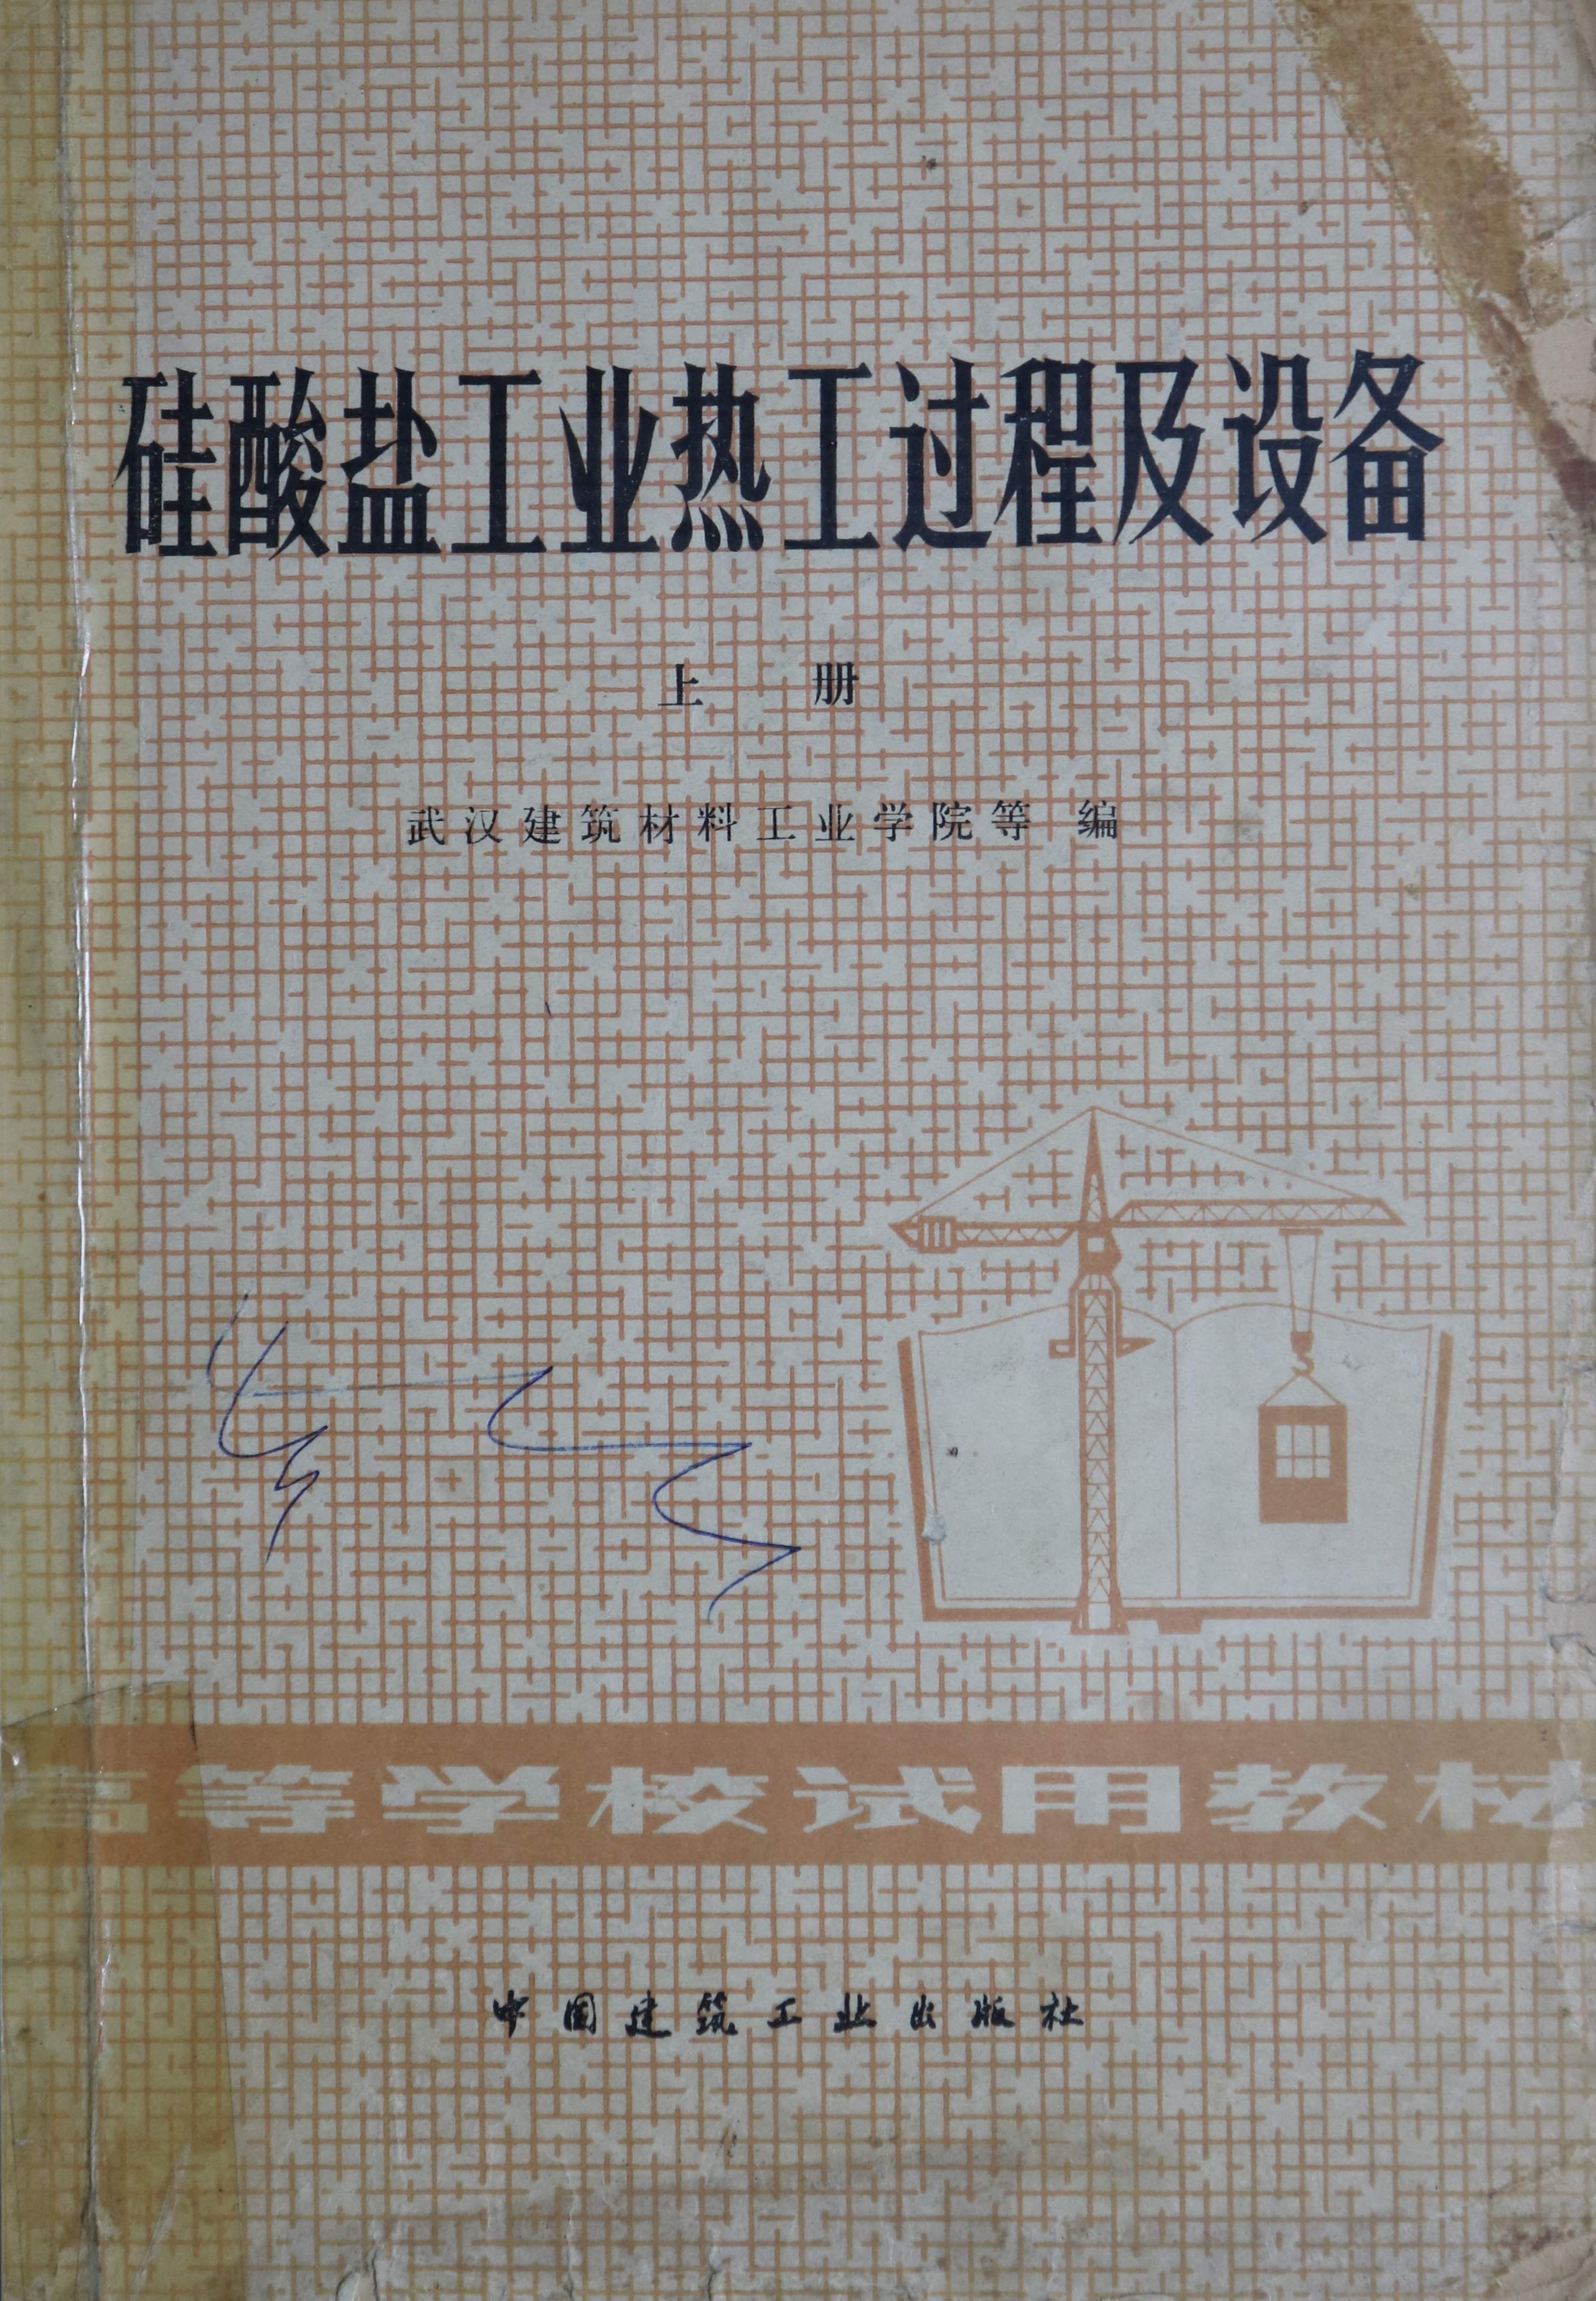 硅酸盐工业热工过程及设备
上 册
武汉建筑材料工业学院等 编
高等学校试用教材
中国建筑工业出版社